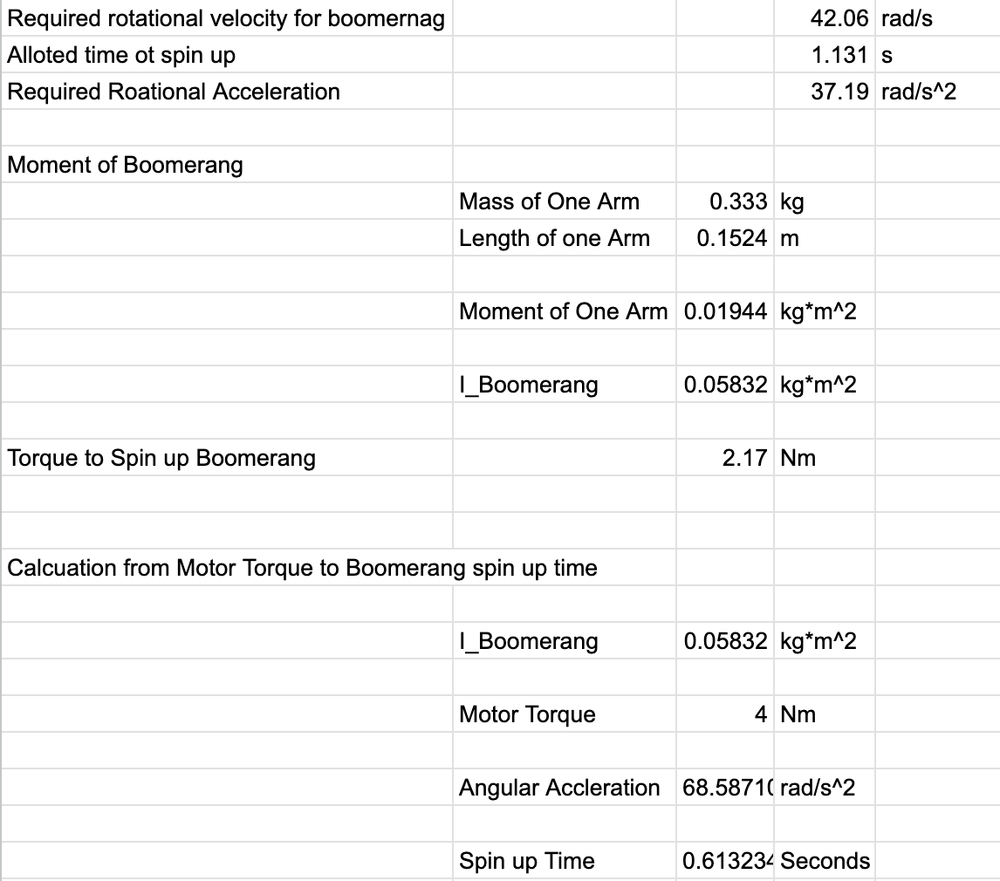 Required rotational velocity for boomernag 42.06 rad/s
Alloted time ot spin up 1.131 s
Required Roational Acceleration 37.19 rad/s^2
Moment of Boomerang
Mass of One Arm 0.333 kg
Length of one Arm 0.1524 m
Moment of One Arm 0.01944 kg*m^2
I_Boomerang 0.05832 kg*m^2
Torque to Spin up Boomerang 2.17 Nm
Calcuation from Motor Torque to Boomerang spin up time
I_Boomerang 0.05832 kg*m^2
Motor Torque 4 Nm
Angular Accleration 68.58710 rad/s^2
Spin up Time 0.613234 Seconds